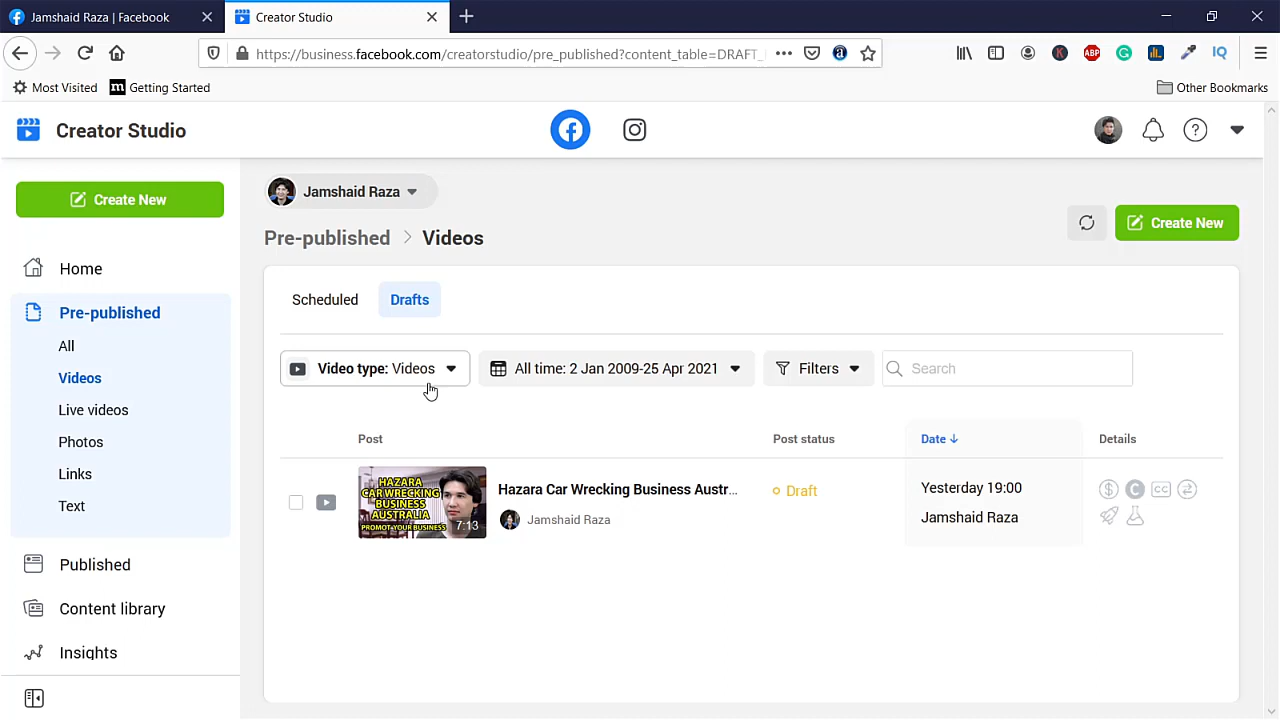 Jamshaid Raza | Facebook
Creator Studio
https://business.facebook.com/creatorstudio/pre_published?content_table=DRAFT_
ABP
IQ
Most Visited
Getting Started
Other Bookmarks
Creator Studio
Create New
Jamshaid Raza
Pre-published > Videos
Create New
Home
Pre-published
All
Videos
Live videos
Photos
Links
Text
Published
Content library
Insights
Scheduled
Drafts
Video type: Videos
All time: 2 Jan 2009-25 Apr 2021
Filters
Search
Post
Post status
Date
Details
HAZARA
CAR WRECKING
BUSINESS
AUSTRALIA
PROMOT YOUR BUSINESS
7:13
Hazara Car Wrecking Business Austr...
Jamshaid Raza
Draft
Yesterday 19:00
Jamshaid Raza
CC